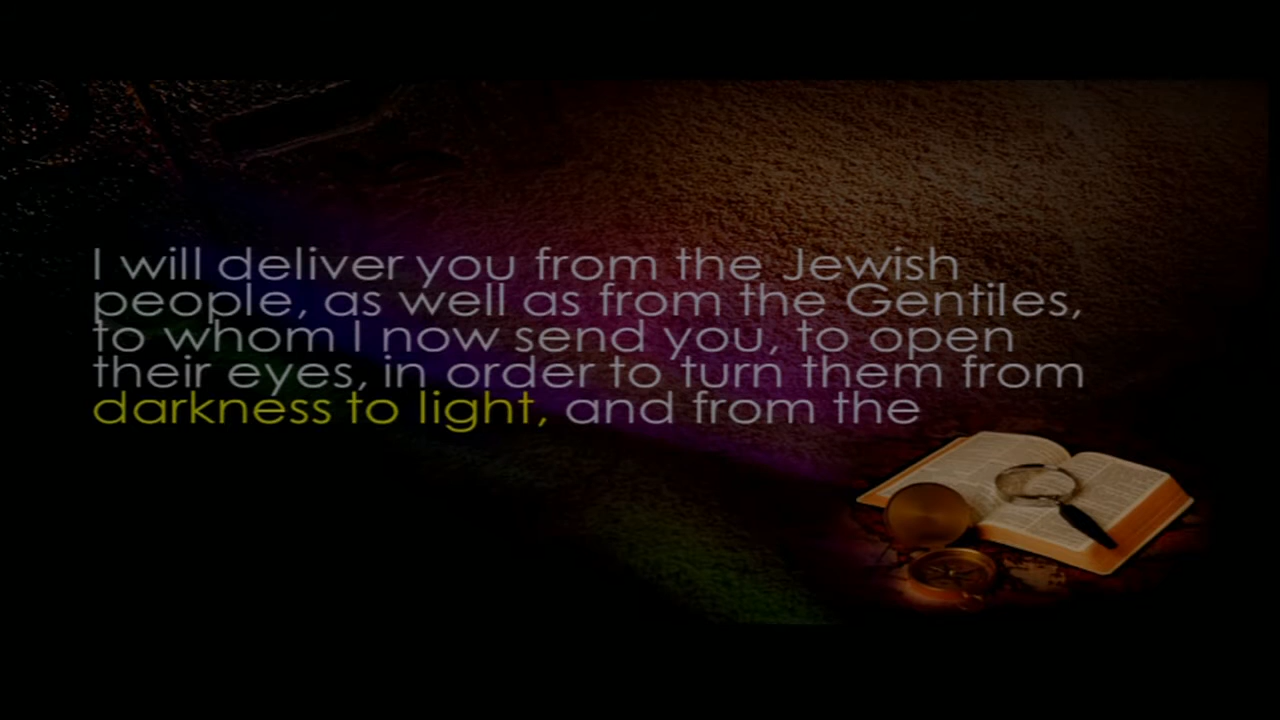 I will deliver you from the Jewish
people, as well as from the Gentiles,
to whom I now send you, to open
their eyes, in order to turn them from
darkness to light, and from the